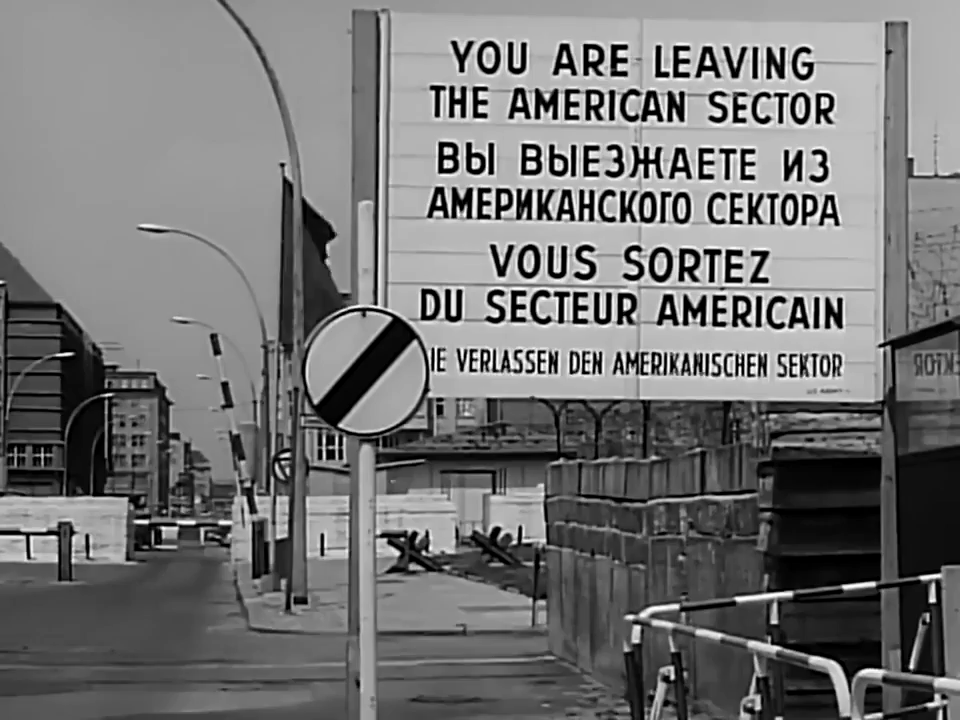 YOU ARE LEAVING
THE AMERICAN SECTOR
ВЫ ВЫЕЗЖАЕТЕ ИЗ
АМЕРИКАНСКОГО СЕКТОРА
VOUS SORTEZ
DU SECTEUR AMERICAIN
IE VERLASSEN DEN AMERIKANISCHEN SEKTOR